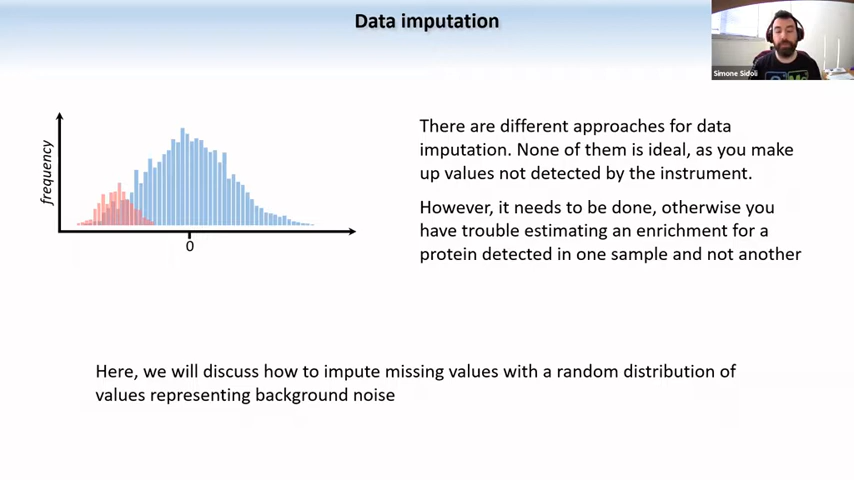 Data imputation
Simone Sidoli
frequency
0
There are different approaches for data
imputation. None of them is ideal, as you make
up values not detected by the instrument.
However, it needs to be done, otherwise you
have trouble estimating an enrichment for a
protein detected in one sample and not another
Here, we will discuss how to impute missing values with a random distribution of
values representing background noise